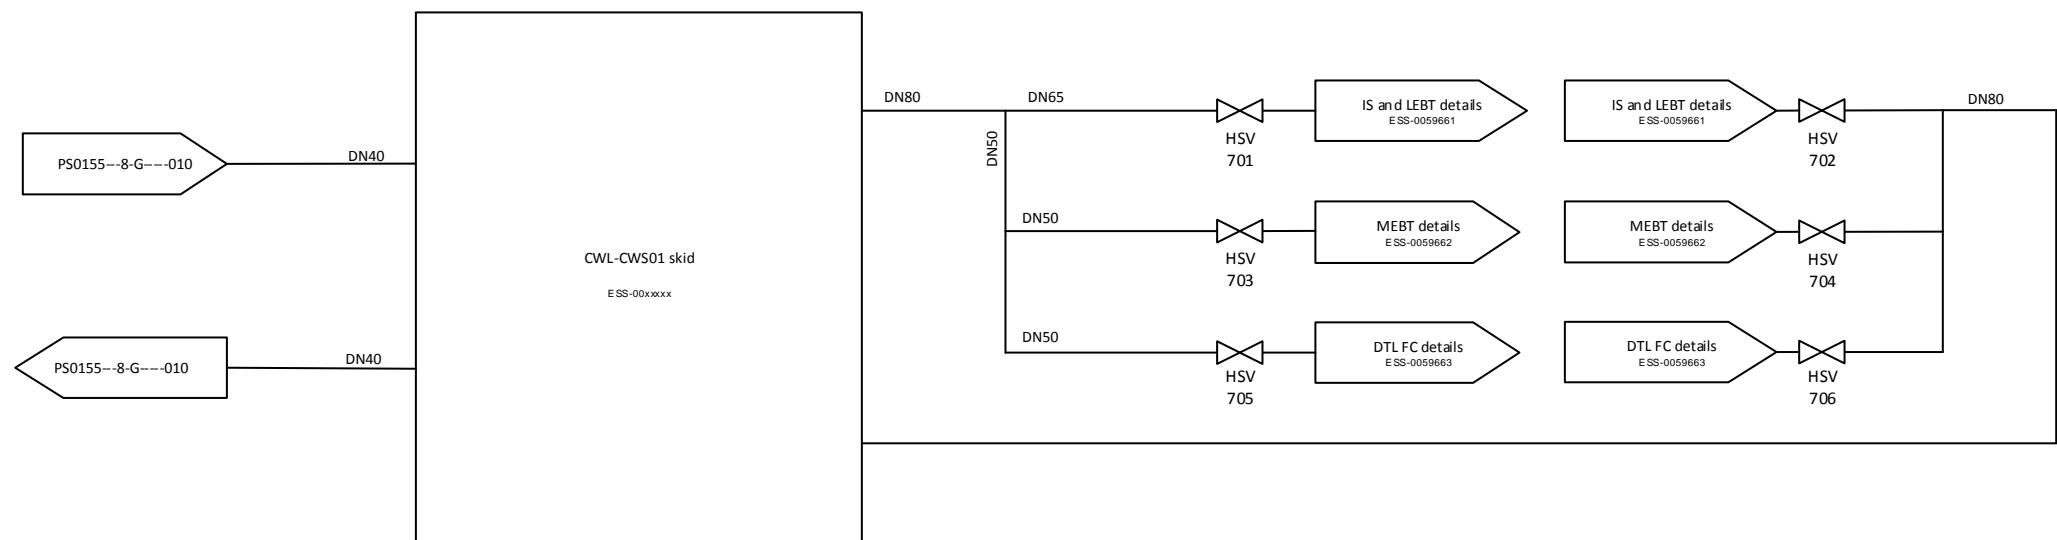 DN80
DN65
IS and LEBT details
ESS-0059661
IS and LEBT details
ESS-0059661
DN80
HSV
701
HSV
702
DN50
PS0155---8-G-----010
DN40
DN50
MEBT details
ESS-0059662
MEBT details
ESS-0059662
HSV
703
HSV
704
CWL-CWS01 skid
ESS-00xxxxx
DN50
DTL FC details
ESS-0059663
DTL FC details
ESS-0059663
PS0155---8-G-----010
DN40
HSV
705
HSV
706